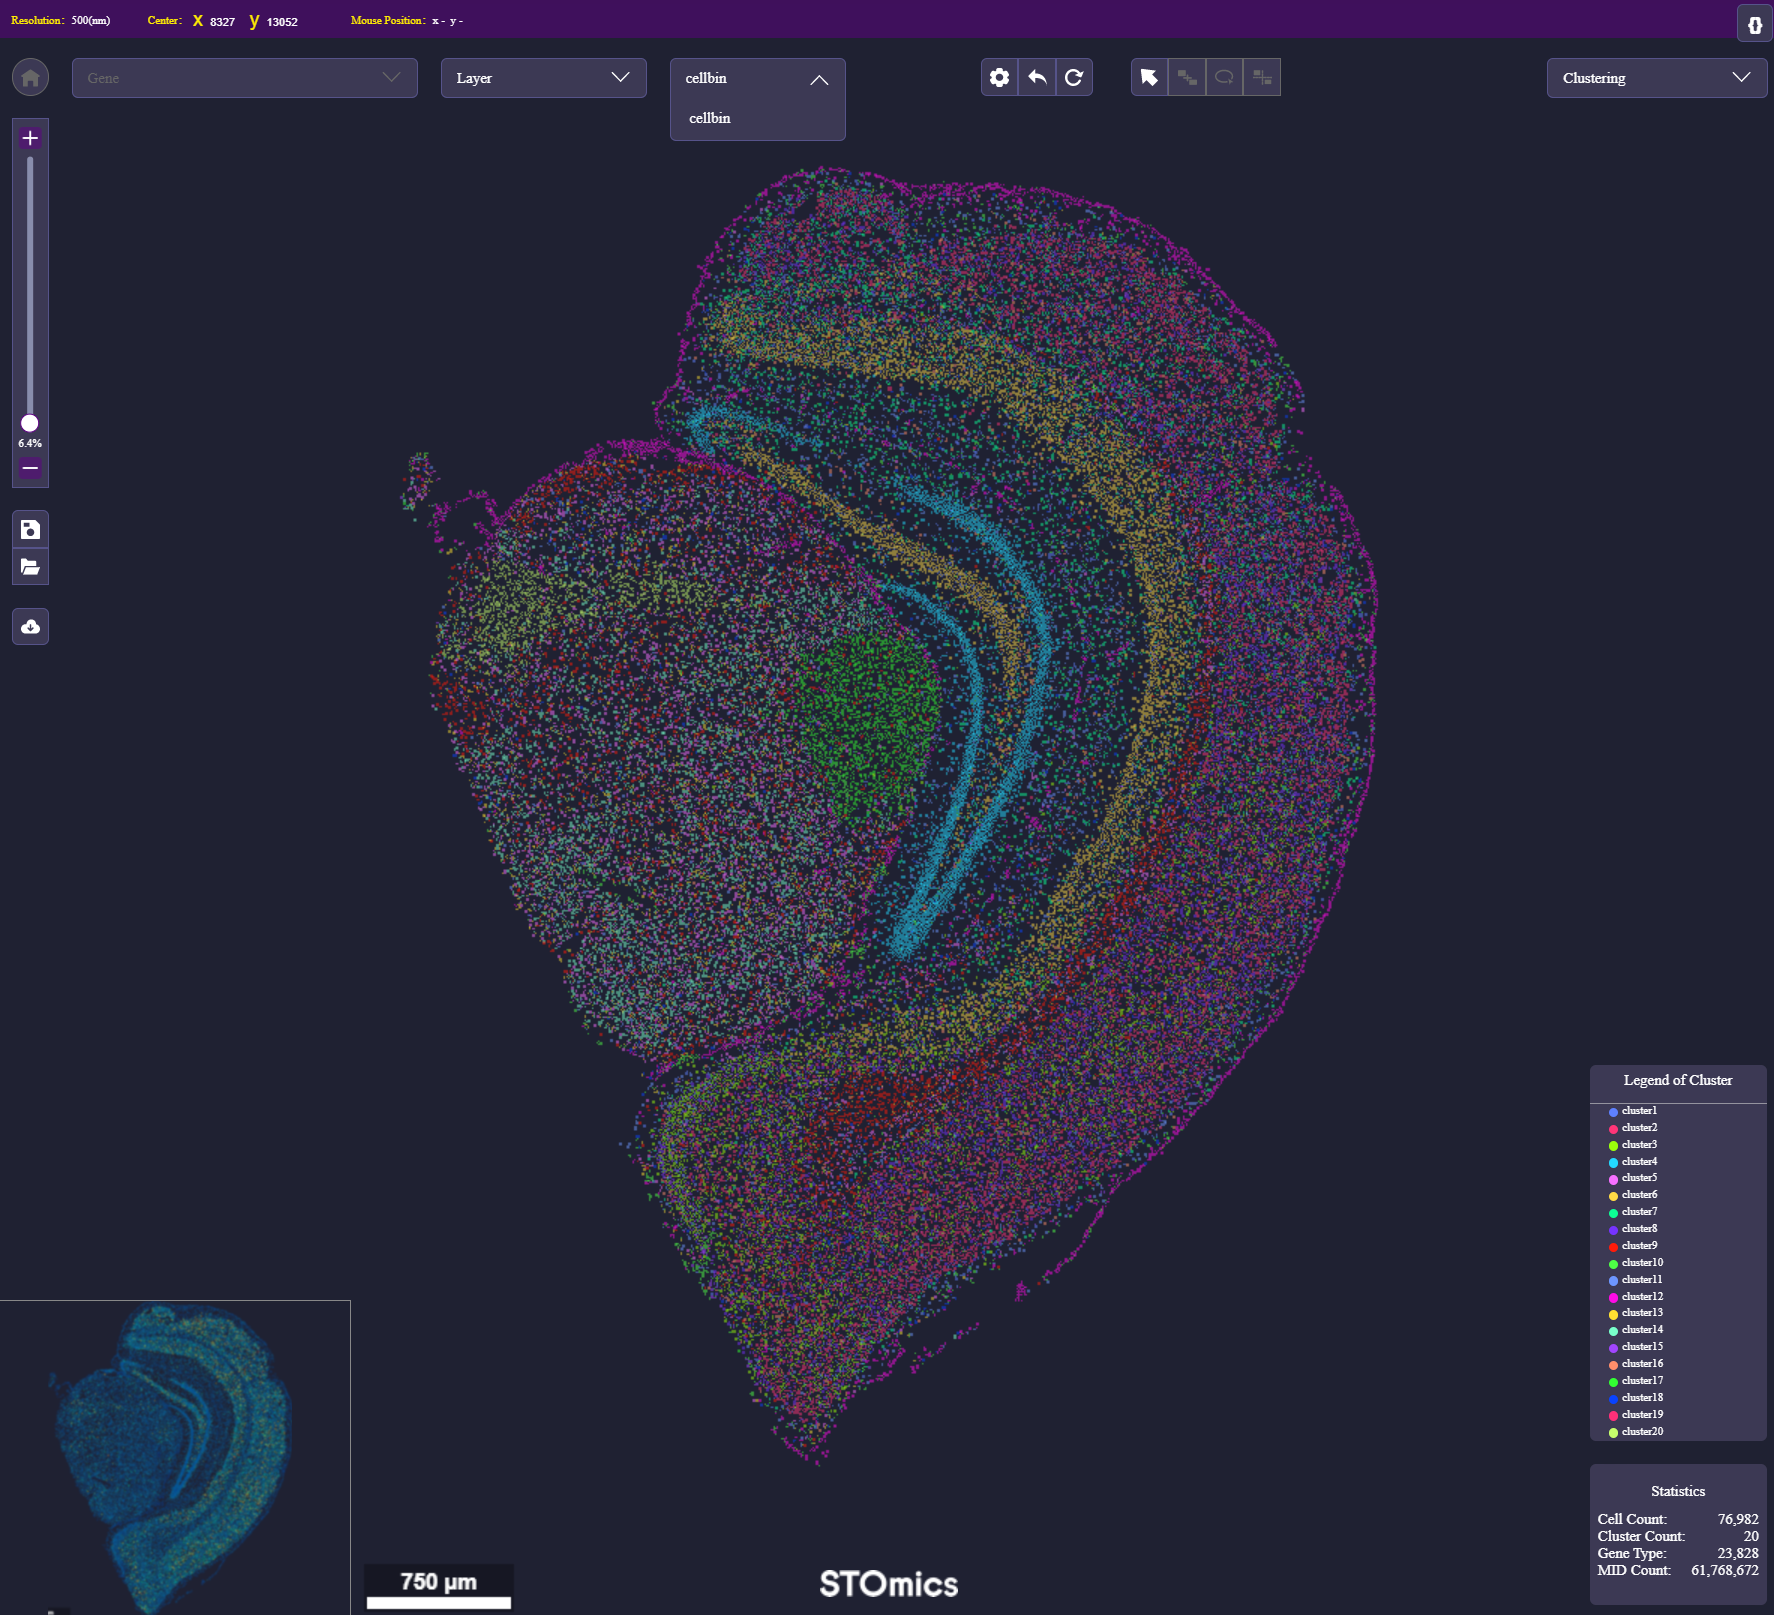 Resolution: 500(nm) Center: X 8327 y 13052 Mouse Position: x - y -
Gene Layer cellbin Clustering
cellbin
6.4%
Legend of Cluster
cluster1
cluster2
cluster3
cluster4
cluster5
cluster6
cluster7
cluster8
cluster9
cluster10
cluster11
cluster12
cluster13
cluster14
cluster15
cluster16
cluster17
cluster18
cluster19
cluster20
Statistics
Cell Count: 76,982
Cluster Count: 20
Gene Type: 23,828
MID Count: 61,768,672
750 μm
STOmics